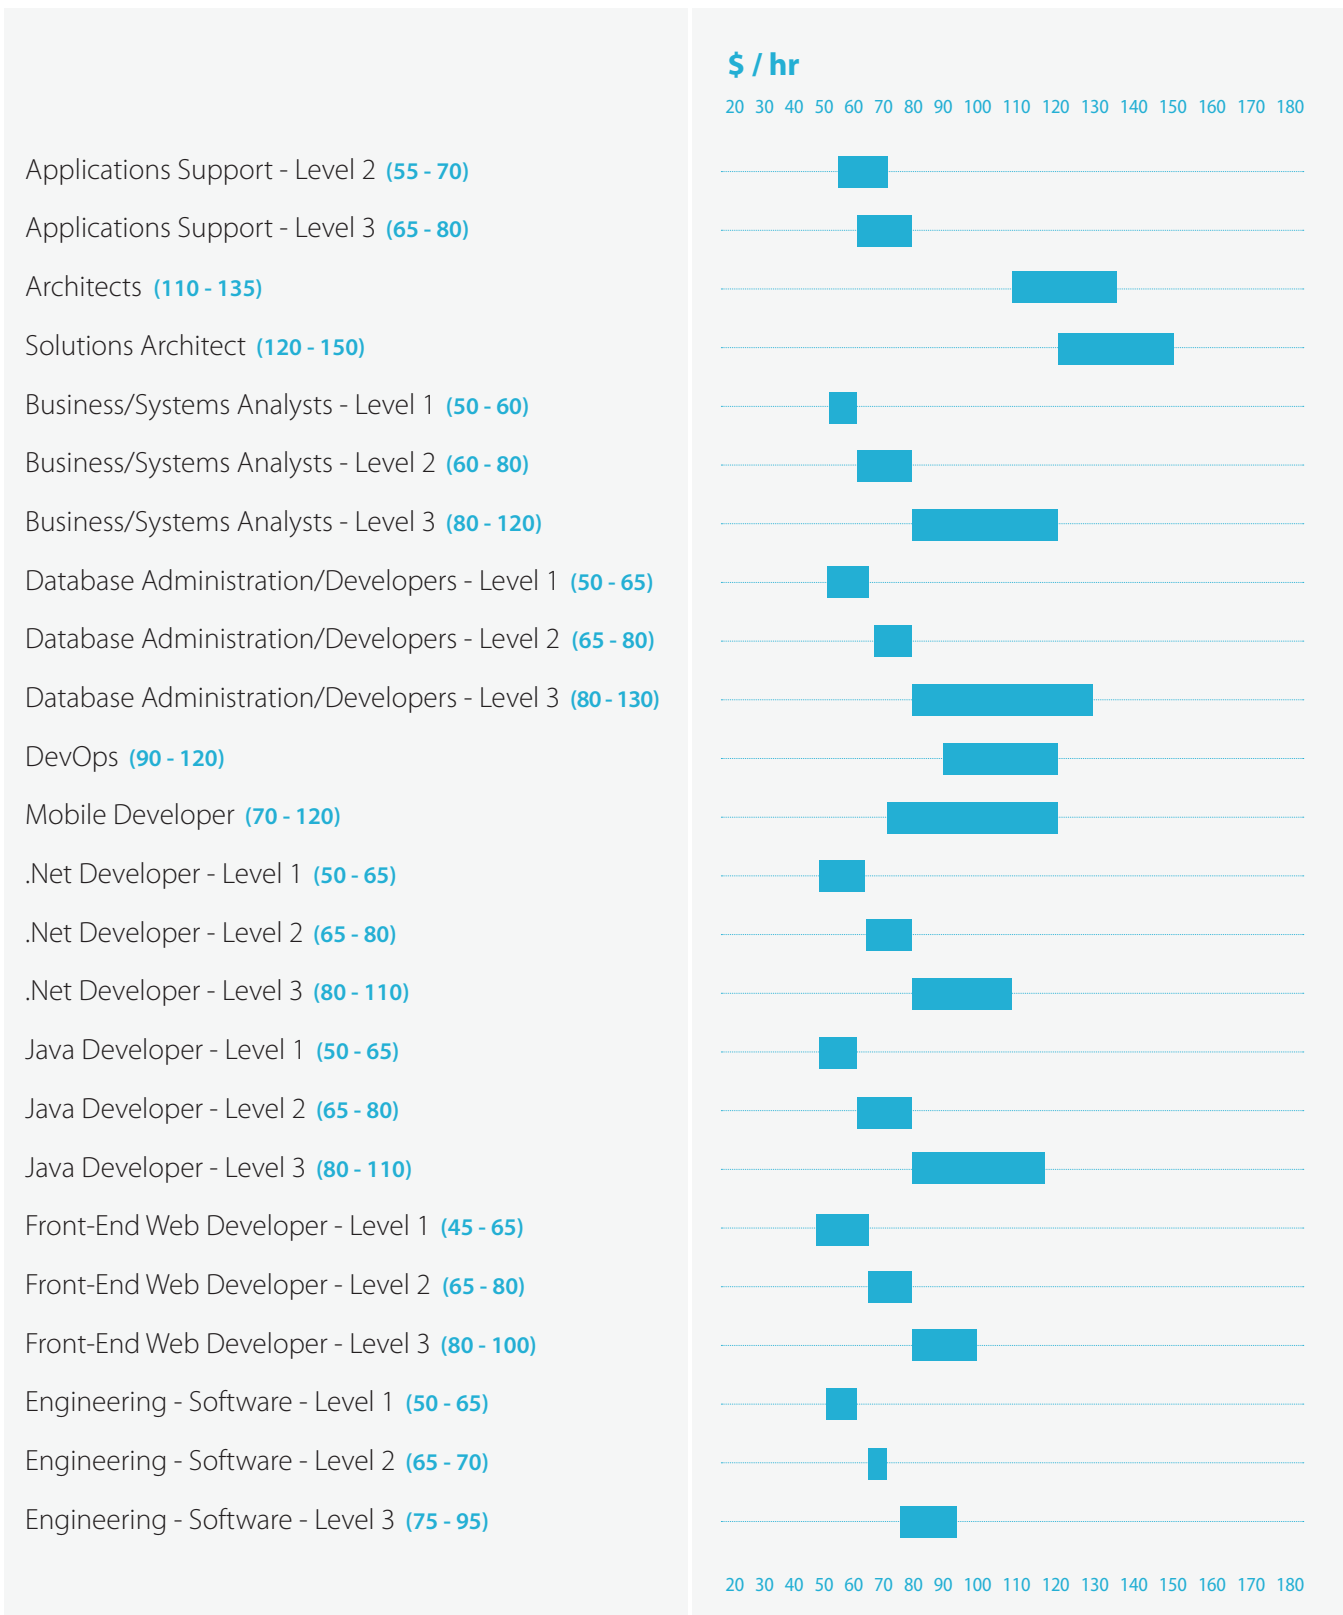 $ / hr
20 30 40 50 60 70 80 90 100 110 120 130 140 150 160 170 180
Applications Support - Level 2 (55 - 70)
Applications Support - Level 3 (65 - 80)
Architects (110 - 135)
Solutions Architect (120 - 150)
Business/Systems Analysts - Level 1 (50 - 60)
Business/Systems Analysts - Level 2 (60 - 80)
Business/Systems Analysts - Level 3 (80 - 120)
Database Administration/Developers - Level 1 (50 - 65)
Database Administration/Developers - Level 2 (65 - 80)
Database Administration/Developers - Level 3 (80 - 130)
DevOps (90 - 120)
Mobile Developer (70 - 120)
.Net Developer - Level 1 (50 - 65)
.Net Developer - Level 2 (65 - 80)
.Net Developer - Level 3 (80 - 110)
Java Developer - Level 1 (50 - 65)
Java Developer - Level 2 (65 - 80)
Java Developer - Level 3 (80 - 110)
Front-End Web Developer - Level 1 (45 - 65)
Front-End Web Developer - Level 2 (65 - 80)
Front-End Web Developer - Level 3 (80 - 100)
Engineering - Software - Level 1 (50 - 65)
Engineering - Software - Level 2 (65 - 70)
Engineering - Software - Level 3 (75 - 95)
20 30 40 50 60 70 80 90 100 110 120 130 140 150 160 170 180